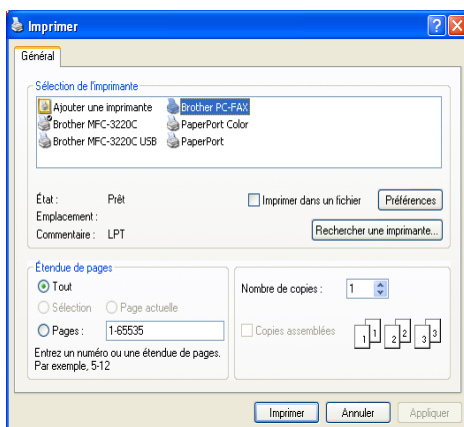 Imprimer
Général
Sélection de l'imprimante
Ajouter une imprimante
Brother PC-FAX
Brother MFC-3220C
PaperPort Color
Brother MFC-3220C USB
PaperPort
État : Prêt
Imprimer dans un fichier
Préférences
Emplacement :
Commentaire : LPT
Rechercher une imprimante...
Étendue de pages
Tout
Nombre de copies : 1
Sélection
Page actuelle
Pages : 1-65535
Copies assemblées
1 1 2 2 3 3
Entrez un numéro ou une étendue de pages.
Par exemple, 5-12
Imprimer
Annuler
Appliquer